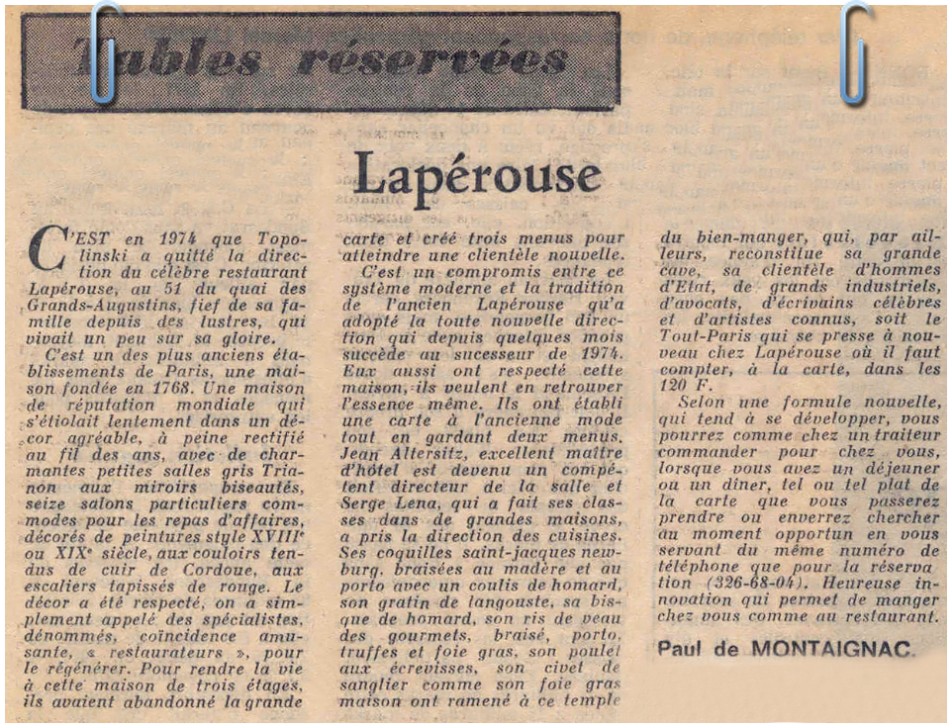 Tables réservées
Lapérouse
C'EST en 1974 que Topo-
linski a quitté la direc-
tion du célèbre restaurant
Lapérouse, au 51 du quai des
Grands-Augustins, fief de sa fa-
mille depuis des lustres, qui
vivait un peu sur sa gloire.
C'est un des plus anciens éta-
blissements de Paris, une mai-
son fondée en 1768. Une maison
de réputation mondiale qui
s'étiolait lentement dans un dé-
cor agréable, à peine rectifié
au fil des ans, avec de char-
mantes petites salles gris Tria-
non aux miroirs biseautés,
seize salons particuliers com-
modes pour les repas d'affaires,
décorés de peintures style XVIIIe
ou XIXe siècle, aux couloirs ten-
dus de cuir de Cordoue, aux
escaliers tapissés de rouge. Le
décor a été respecté, on a sim-
plement appelé des spécialistes,
dénommés, coïncidence amu-
sante, « restaurateurs », pour
le régénérer. Pour rendre la vie
à cette maison de trois étages,
ils avaient abandonné la grande
carte et créé trois menus pour
atteindre une clientèle nouvelle.
C'est un compromis entre ce
système moderne et la tradition
de l'ancien Lapérouse qu'a
adopté la toute nouvelle direc-
tion qui depuis quelques mois
succède au sucesseur de 1974.
Eux aussi ont respecté cette
maison, ils veulent en retrouver
l'essence même. Ils ont établi
une carte à l'ancienne mode
tout en gardant deux menus.
Jean Altersitz, excellent maître
d'hôtel est devenu un compé-
tent directeur de la salle et
Serge Lena, qui a fait ses clas-
ses dans de grandes maisons,
a pris la direction des cuisines.
Ses coquilles saint-jacques new-
burg, braisées au madère et au
porto avec un coulis de homard,
son gratin de langouste, sa bis-
que de homard, son ris de veau
des gourmets, braisé, porto,
truffes et foie gras, son poulet
aux écrevisses, son civet de
sanglier comme son foie gras
maison ont ramené à ce temple
du bien-manger, qui, par ail-
leurs, reconstitue sa grande
cave, sa clientèle d'hommes
d'Etat, de grands industriels,
d'avocats, d'écrivains célèbres
et d'artistes connus, soit le
Tout-Paris qui se presse à nou-
veau chez Lapérouse où il faut
compter, à la carte, dans les
120 F.
Selon une formule nouvelle,
qui tend à se développer, vous
pourrez comme chez un traiteur
commander pour chez vous,
lorsque vous avez un déjeuner
ou un dîner, tel ou tel plat de
la carte que vous passerez
prendre ou enverrez chercher
au moment opportun en vous
servant du même numéro de
téléphone que pour la réserva
tion (326-68-04). Heureuse in-
novation qui permet de manger
chez vous comme au restaurant.
Paul de MONTAIGNAC.